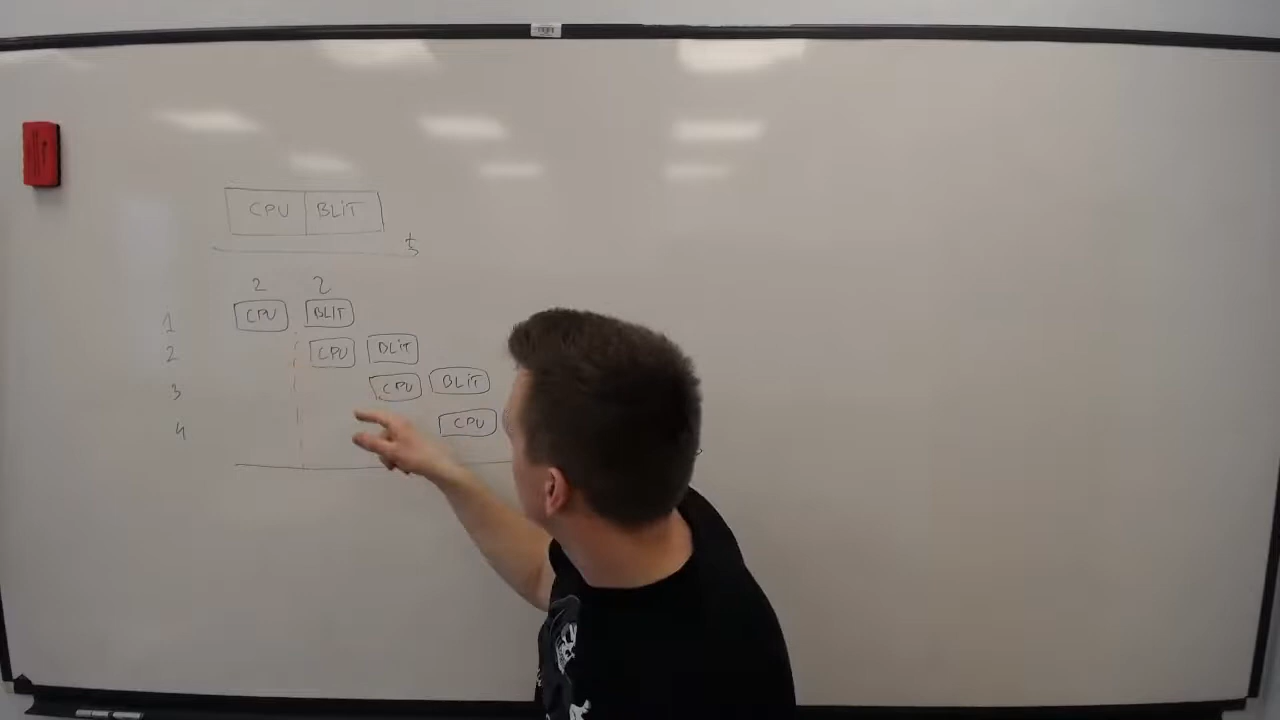 CPU BLiT
t
2 2
1 CPU BLIT
2 CPU BLiT
3 CPU BLiT
4 CPU